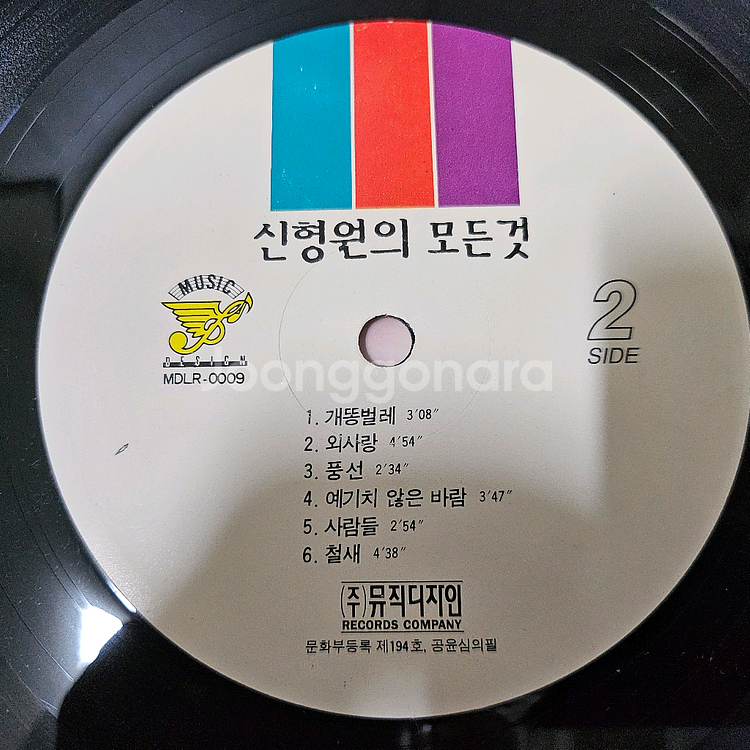 신형원의 모든것
MUSIC
DESIGN
MDLR-0009
2
SIDE
Joonggonara
1. 개똥벌레 3′08″
2. 외사랑 4′54″
3. 풍선 2′34″
4. 예기치 않은 바람 3′47″
5. 사람들 2′54″
6. 철새 4′38″
(주)뮤직디자인
RECORDS COMPANY
문화부등록 제194호, 공윤심의필